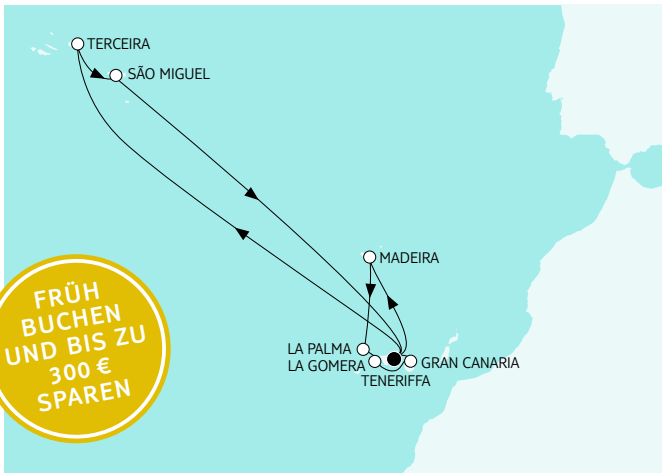 TERCEIRA
SÃO MIGUEL
MADEIRA
LA PALMA
LA GOMERA
GRAN CANARIA
TENERIFFA
FRÜH
BUCHEN
UND BIS ZU
300 €
SPAREN